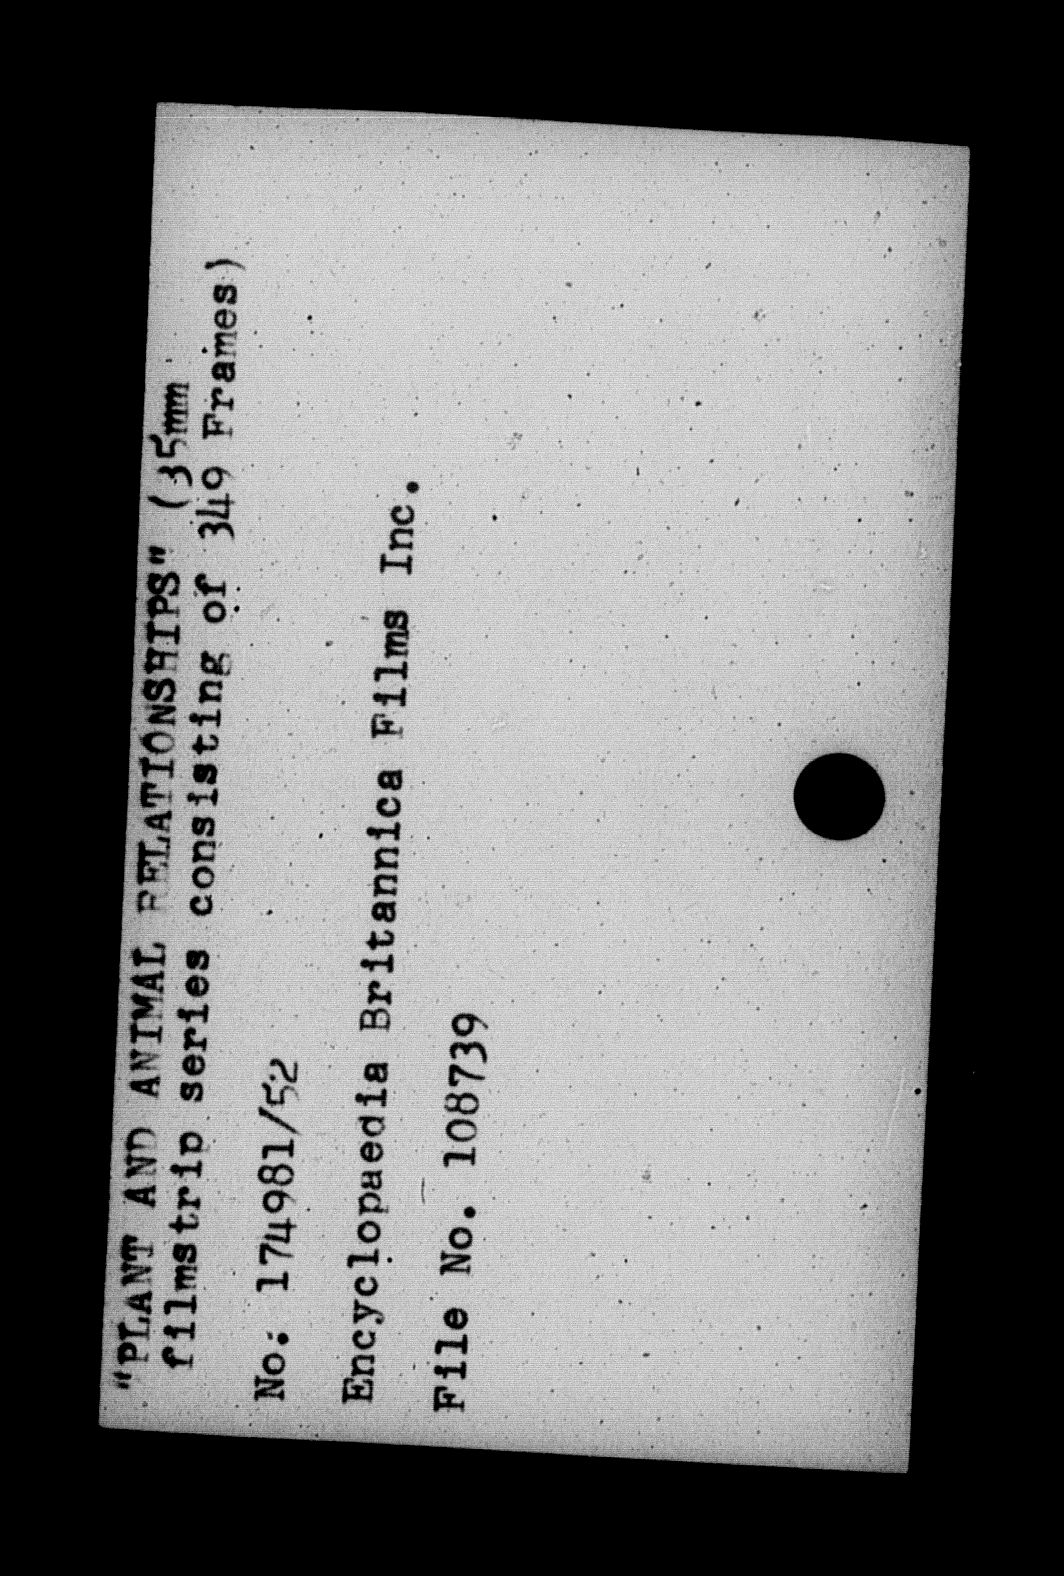 "PLANT AND ANIMAL RELATIONSHIPS" (35mm
filmstrip series consisting of 349 Frames)
No. 174981/52
Encyclopaedia Britannica Films Inc.
File No. 108739